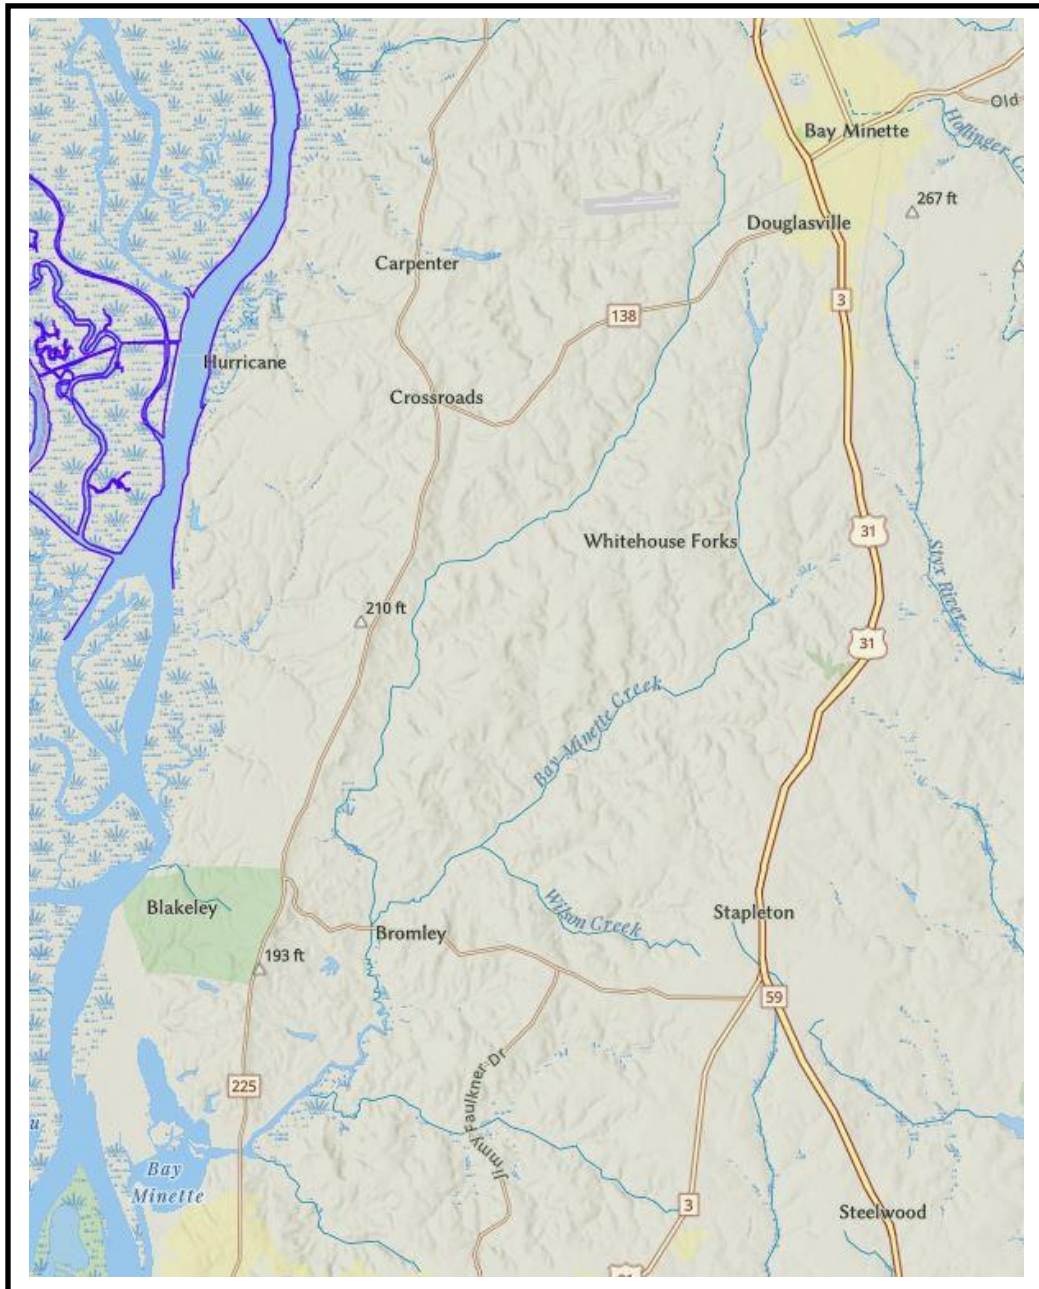 Old
Bay Minette
Hollinger C
267 ft
Douglasville
Carpenter
3
138
Hurricane
Crossroads
31
Whitehouse Forks
Styx River
210 ft
31
Bay Minette Creek
Blakeley
Wilson Creek
Stapleton
Bromley
193 ft
59
Jimmy Faulkner Dr
225
u
Bay
Minette
3
Steelwood